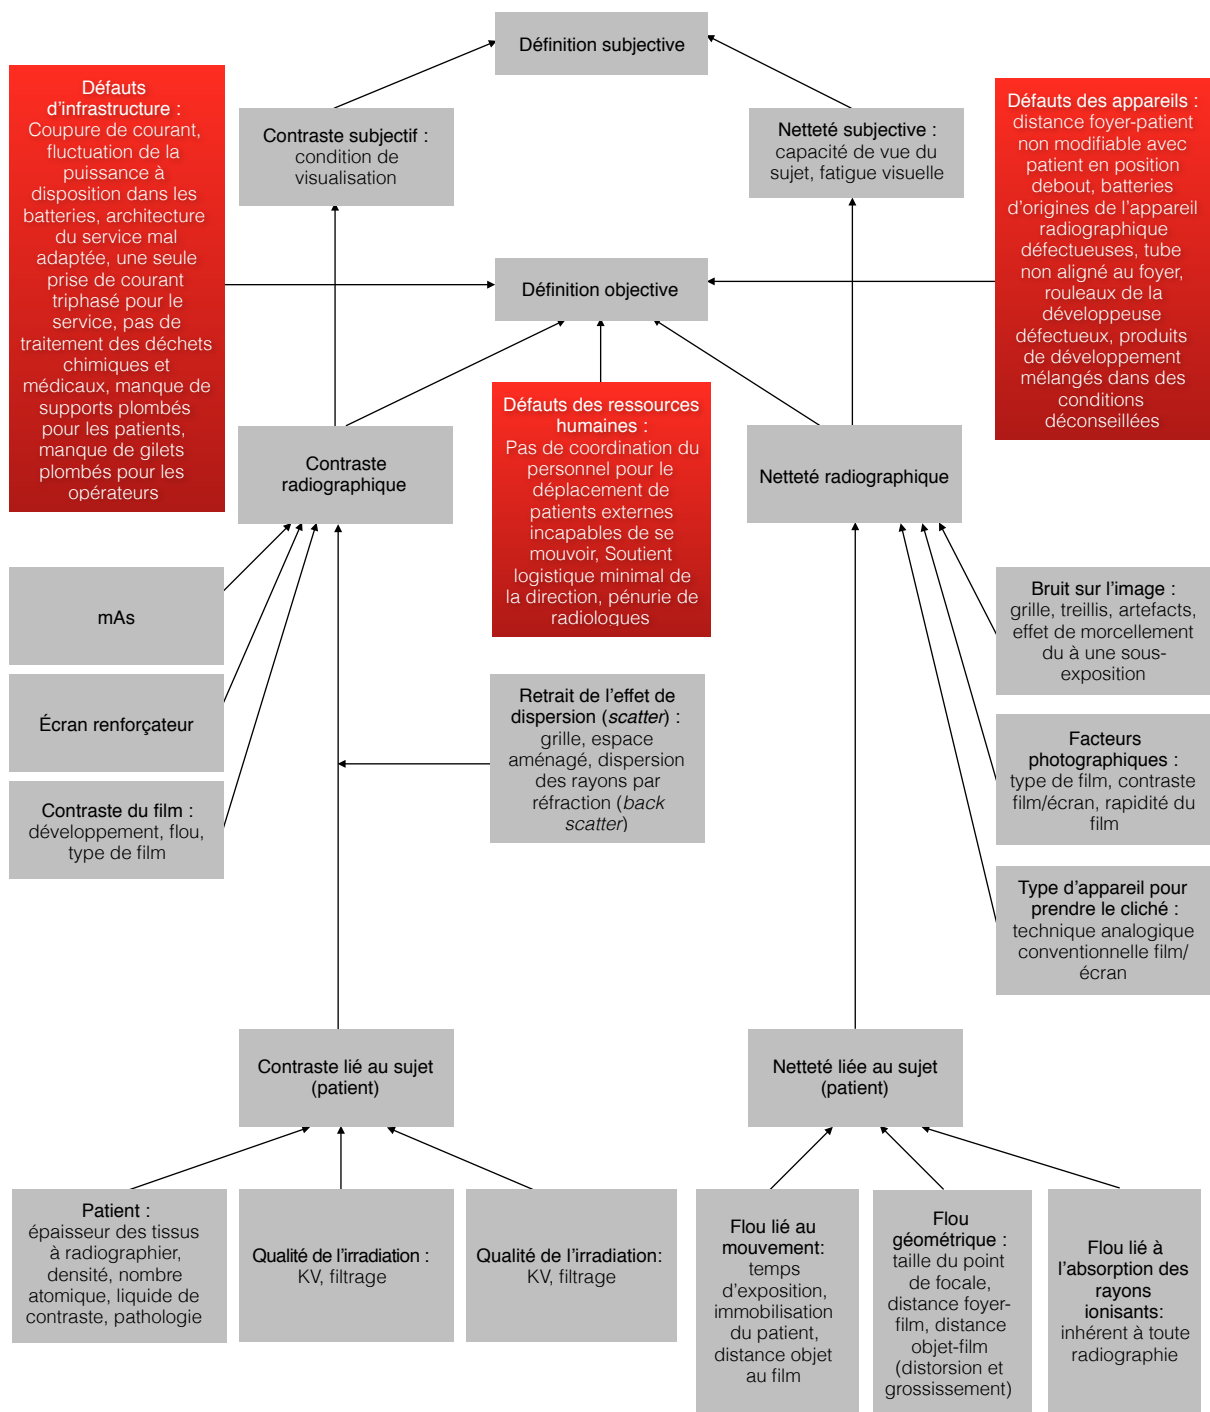 Définition subjective
Défauts
d'infrastructure :
Coupure de courant,
fluctuation de la
puissance à
disposition dans les
batteries, architecture
du service mal
adaptée, une seule
prise de courant
triphasé pour le
service, pas de
traitement des déchets
chimiques et
médicaux, manque de
supports plombés
pour les patients,
manque de gilets
plombés pour les
opérateurs
Contraste subjectif :
condition de
visualisation
Netteté subjective :
capacité de vue du
sujet, fatigue visuelle
Défauts des appareils :
distance foyer-patient
non modifiable avec
patient en position
debout, batteries
d'origines de l'appareil
radiographique
défectueuses, tube
non aligné au foyer,
rouleaux de la
développeuse
défectueux, produits
de développement
mélangés dans des
conditions
déconseillées
Définition objective
Défauts des ressources
humaines :
Pas de coordination du
personnel pour le
déplacement de
patients externes
incapables de se
mouvoir, Soutient
logistique minimal de
la direction, pénurie de
radiologues
Contraste
radiographique
Netteté radiographique
mAs
Écran renforçateur
Contraste du film :
développement, flou,
type de film
Retrait de l'effet de
dispersion (scatter) :
grille, espace
aménagé, dispersion
des rayons par
réfraction (back
scatter)
Bruit sur l'image :
grille, treillis, artefacts,
effet de morcellement
du à une sous-
exposition
Facteurs
photographiques :
type de film, contraste
film/écran, rapidité du
film
Type d'appareil pour
prendre le cliché :
technique analogique
conventionnelle film/
écran
Contraste lié au sujet
(patient)
Netteté liée au sujet
(patient)
Patient :
épaisseur des tissus
à radiographier,
densité, nombre
atomique, liquide de
contraste, pathologie
Qualité de l'irradiation :
KV, filtrage
Qualité de l'irradiation:
KV, filtrage
Flou lié au
mouvement:
temps
d'exposition,
immobilisation
du patient,
distance objet
au film
Flou
géométrique :
taille du point
de focale,
distance foyer-
film, distance
objet-film
(distorsion et
grossissement)
Flou lié à
l'absorption des
rayons
ionisants:
inhérent à toute
radiographie